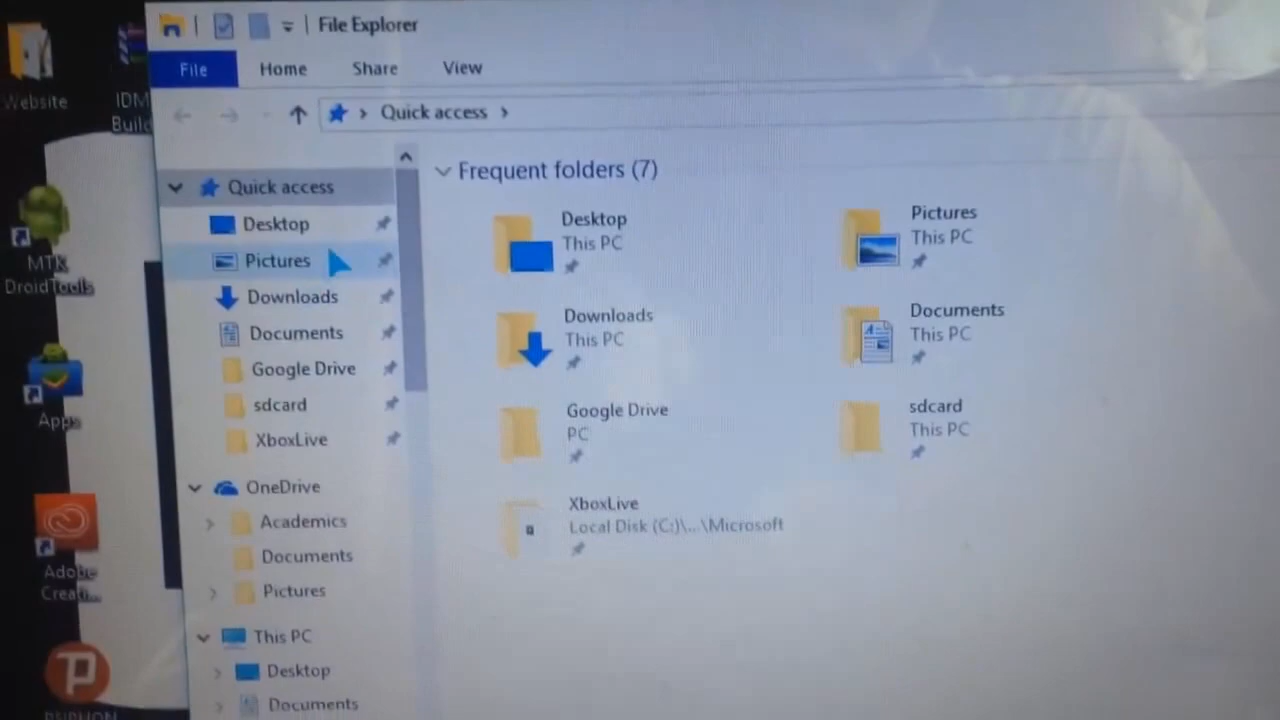 File Explorer
File
Home
Share
View
Quick access
Website
IDM
Build
MTK
DroidTools
Apps
Adobe
Creati...
Quick access
Desktop
Pictures
Downloads
Documents
Google Drive
sdcard
XboxLive
OneDrive
Academics
Documents
Pictures
This PC
Desktop
Documents
Frequent folders (7)
Desktop
This PC
Pictures
This PC
Downloads
This PC
Documents
This PC
Google Drive
PC
sdcard
This PC
XboxLive
Local Disk (C:)\...\Microsoft